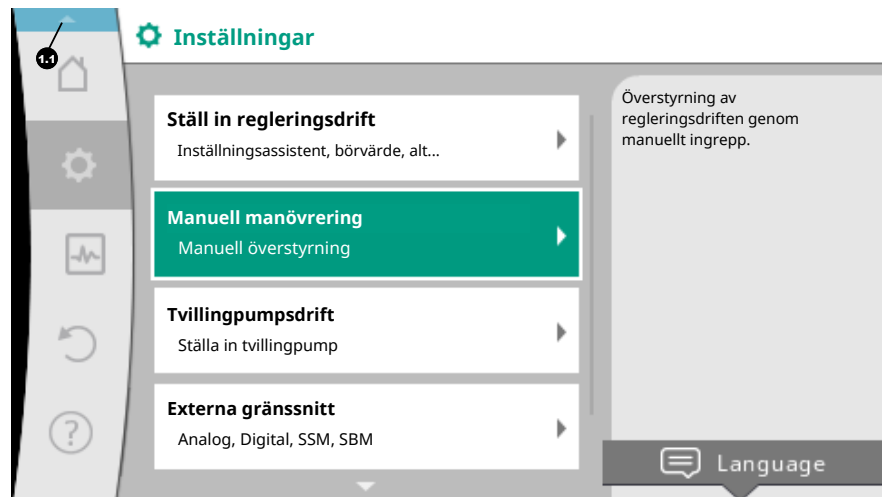 1.1
Inställningar
Ställ in regleringsdrift
Inställningsassistent, börvärde, alt...
Manuell manövrering
Manuell överstyrning
Tvillingpumpsdrift
Ställa in tvillingpump
Externa gränssnitt
Analog, Digital, SSM, SBM
Överstyrning av
regleringsdriften genom
manuellt ingrepp.
Language